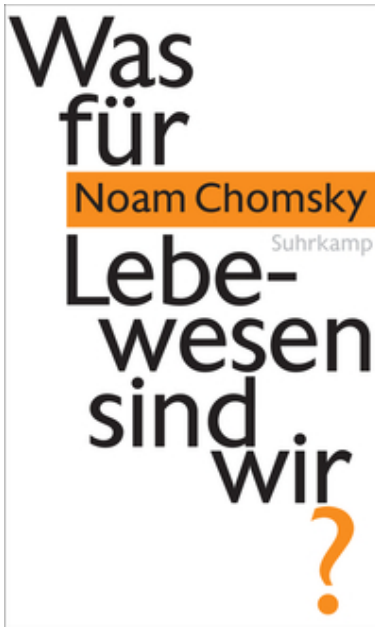 Was
für
Noam Chomsky
Suhrkamp
Lebe-
wesen
sind
wir
?